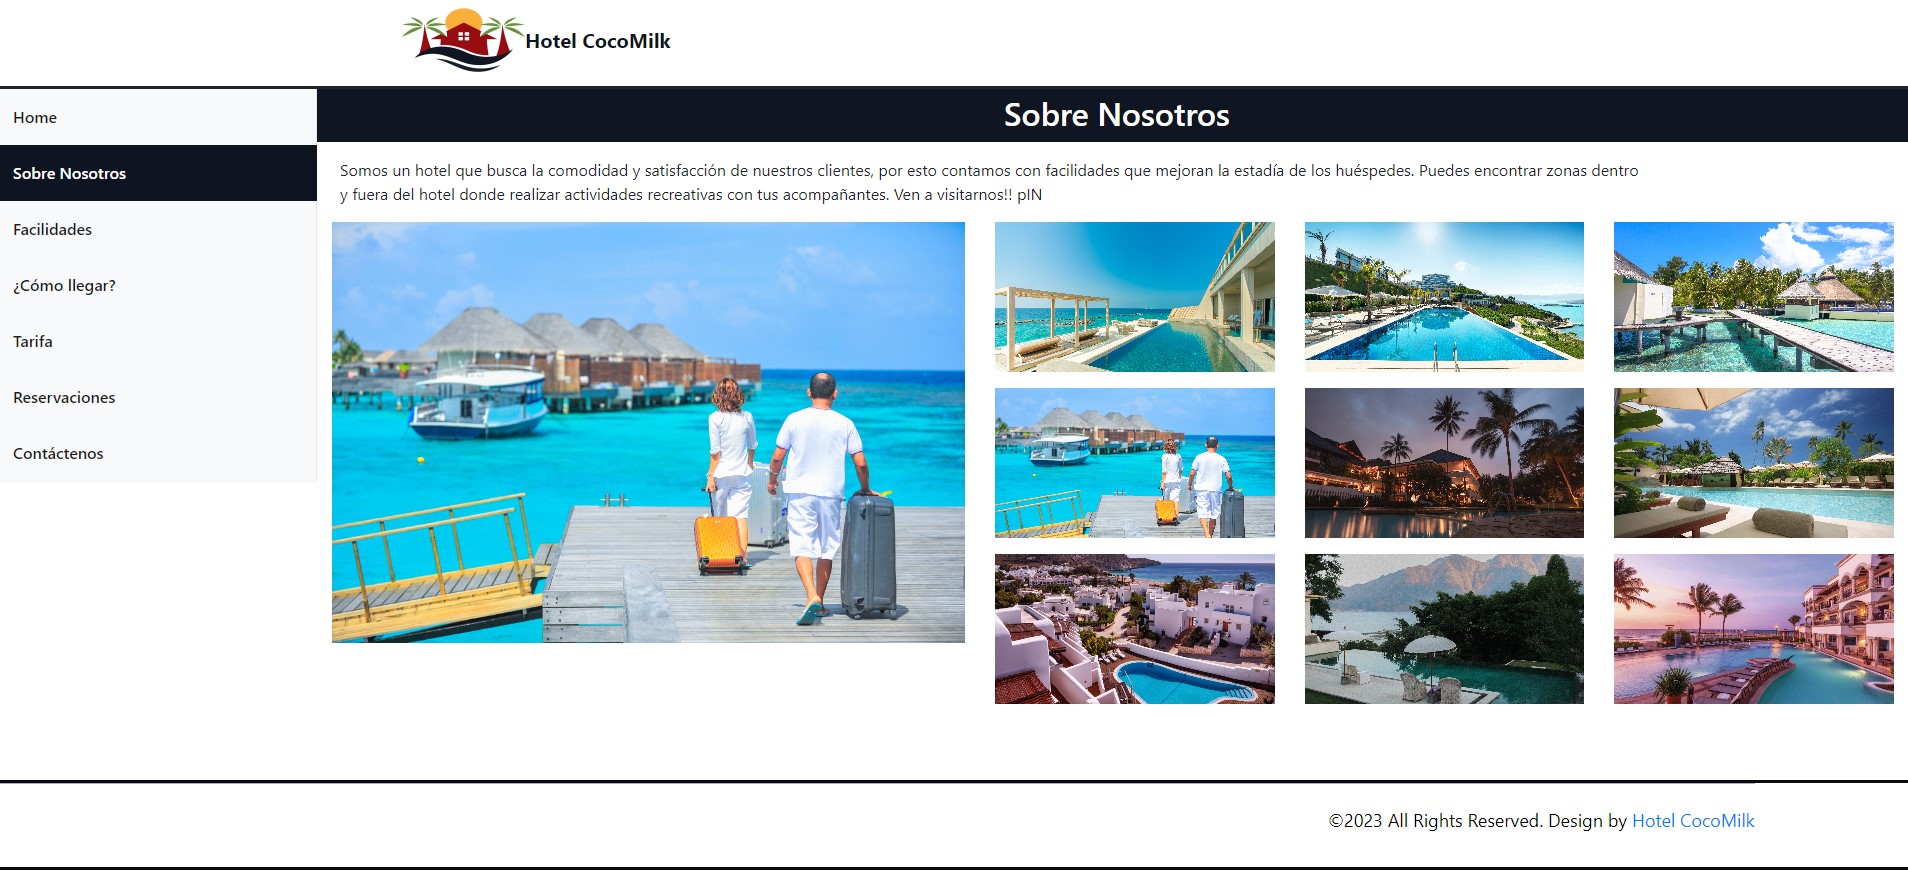 Hotel CocoMilk
Home
Sobre Nosotros
Facilidades
¿Cómo llegar?
Tarifa
Reservaciones
Contáctenos
Sobre Nosotros
Somos un hotel que busca la comodidad y satisfacción de nuestros clientes, por esto contamos con facilidades que mejoran la estadía de los huéspedes. Puedes encontrar zonas dentro
y fuera del hotel donde realizar actividades recreativas con tus acompañantes. Ven a visitarnos!! pIN
©2023 All Rights Reserved. Design by Hotel CocoMilk